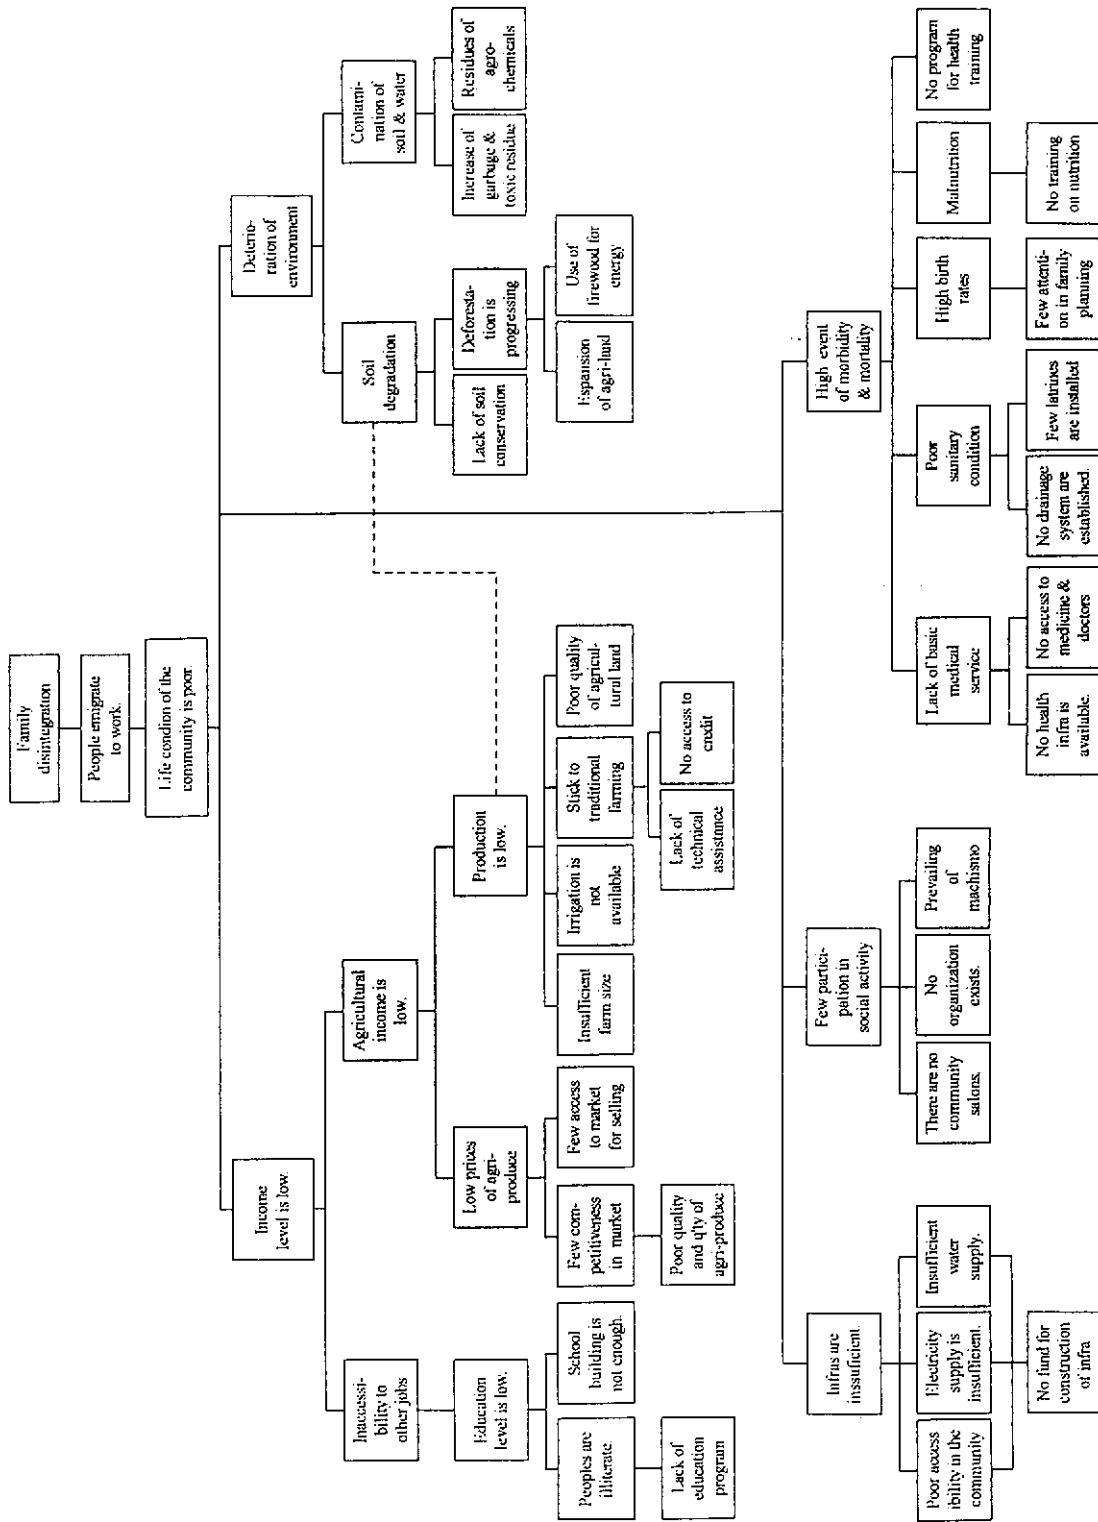 Family
disintegration
People emigrate
to work.
Life condion of the
community is poor.
Income
level is low.
Deterio-
ration of
environment
Inaccessi-
bility to
other jobs
Agricultural
income is
low.
Soil
degradation
Contami-
nation of
soil & water
Education
level is low.
Low prices
of agri-
produce
Production
is low.
Lack of soil
conservation
Deforesta-
tion is
progressing
Increase of
garbage &
toxic residue
Residues of
agro-
chemicals
Peoples are
illiterate.
School
building is
not enough.
Few com-
petitiveness
in market
Few access
to market
for selling
Insufficient
farm size
Irrigation is
not
available
Stick to
traditional
farming
Poor quality
of agricul-
tural land
Espansion
of agri-land
Use of
firewood for
energy
Lack of
education
program
Poor quality
and q'ty of
agri-produce
Lack of
technical
assistance
No access to
credit
Infras are
inssuficient.
Few partici-
pation in
social activity
High event
of morbidity
& mortality
Poor access
ibility in the
community
Electricity
supply is
insufficient.
Insufficient
water
supply.
There are no
community
salons.
No
organization
exists.
Prevailing
of
machismo
Lack of basic
medical
service
Poor
sanitary
condition
High birth
rates
Malnutrition
No program
for health
training
No fund for
construction
of infra
No health
infra is
available.
No access to
medicine &
doctors
No drainage
system are
established.
Few latrines
are installed
Few attenti-
on in family
planning
No training
on nutrition